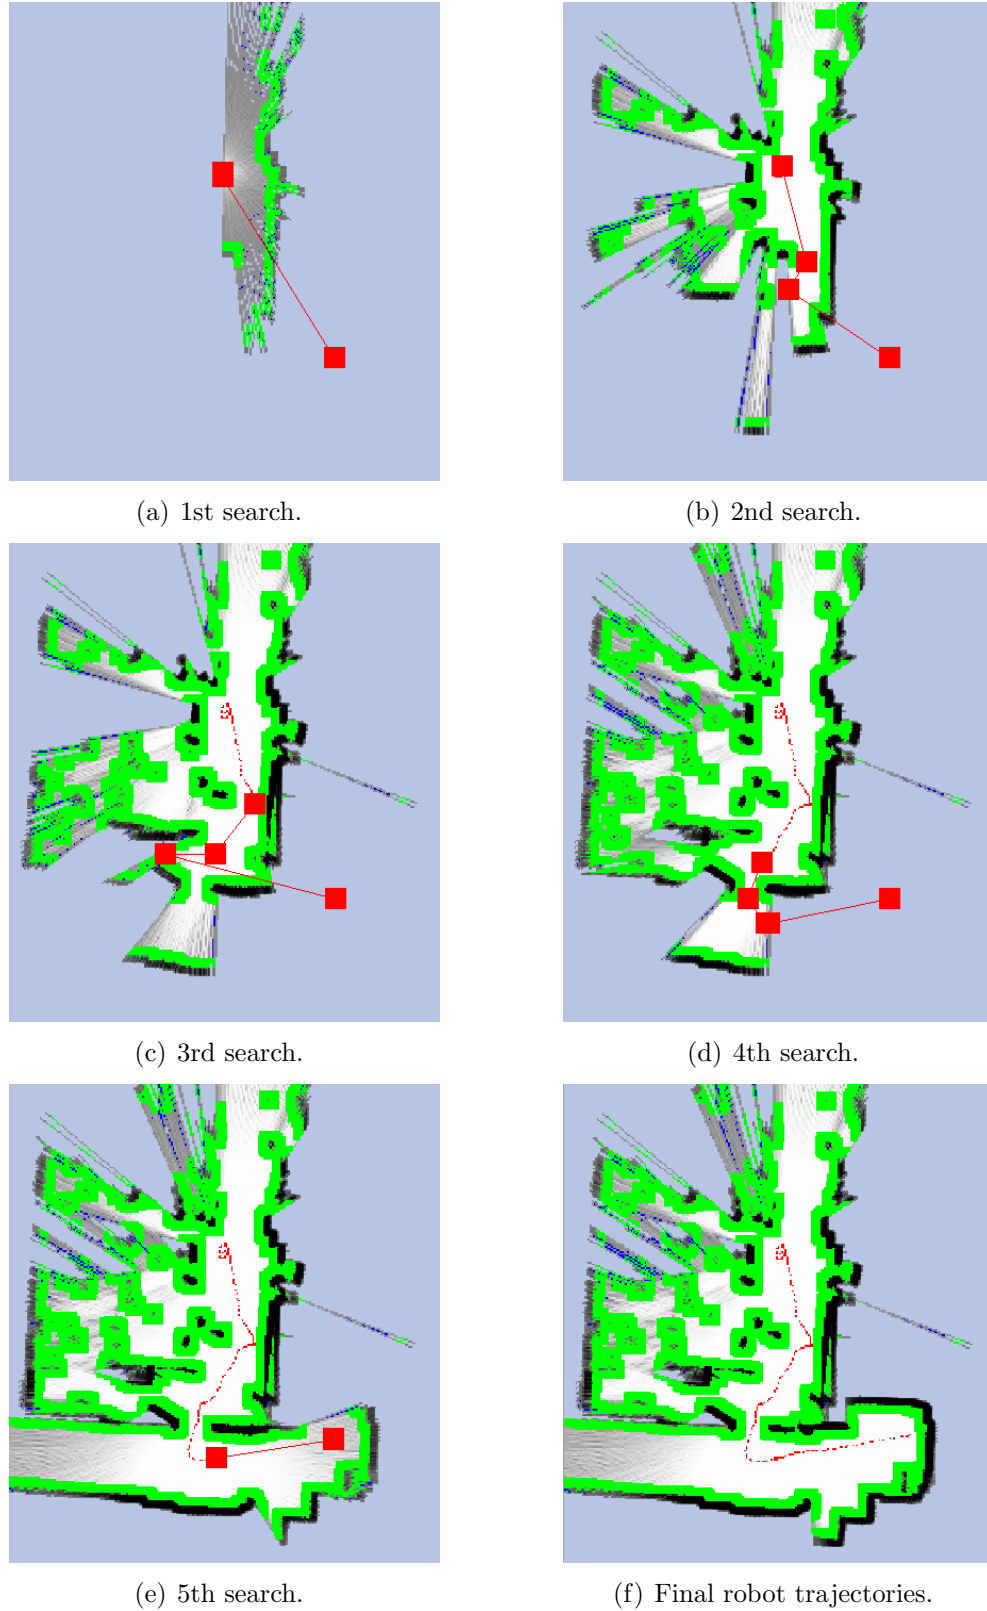 (a) 1st search.
(b) 2nd search.
(c) 3rd search.
(d) 4th search.
(e) 5th search.
(f) Final robot trajectories.